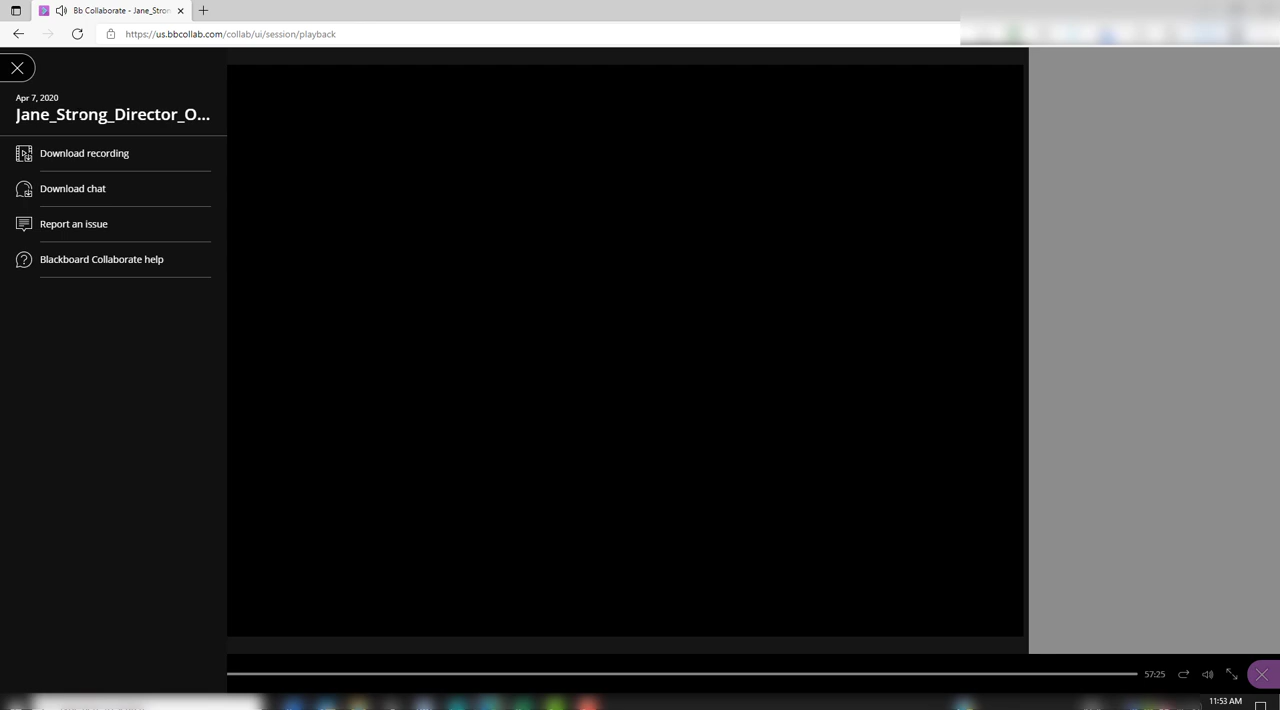 Bb Collaborate - Jane_Stron
https://us.bbcollab.com/collab/ui/session/playback
Apr 7, 2020
Jane_Strong_Director_O...
Download recording
Download chat
Report an issue
Blackboard Collaborate help
57:25
11:53 AM